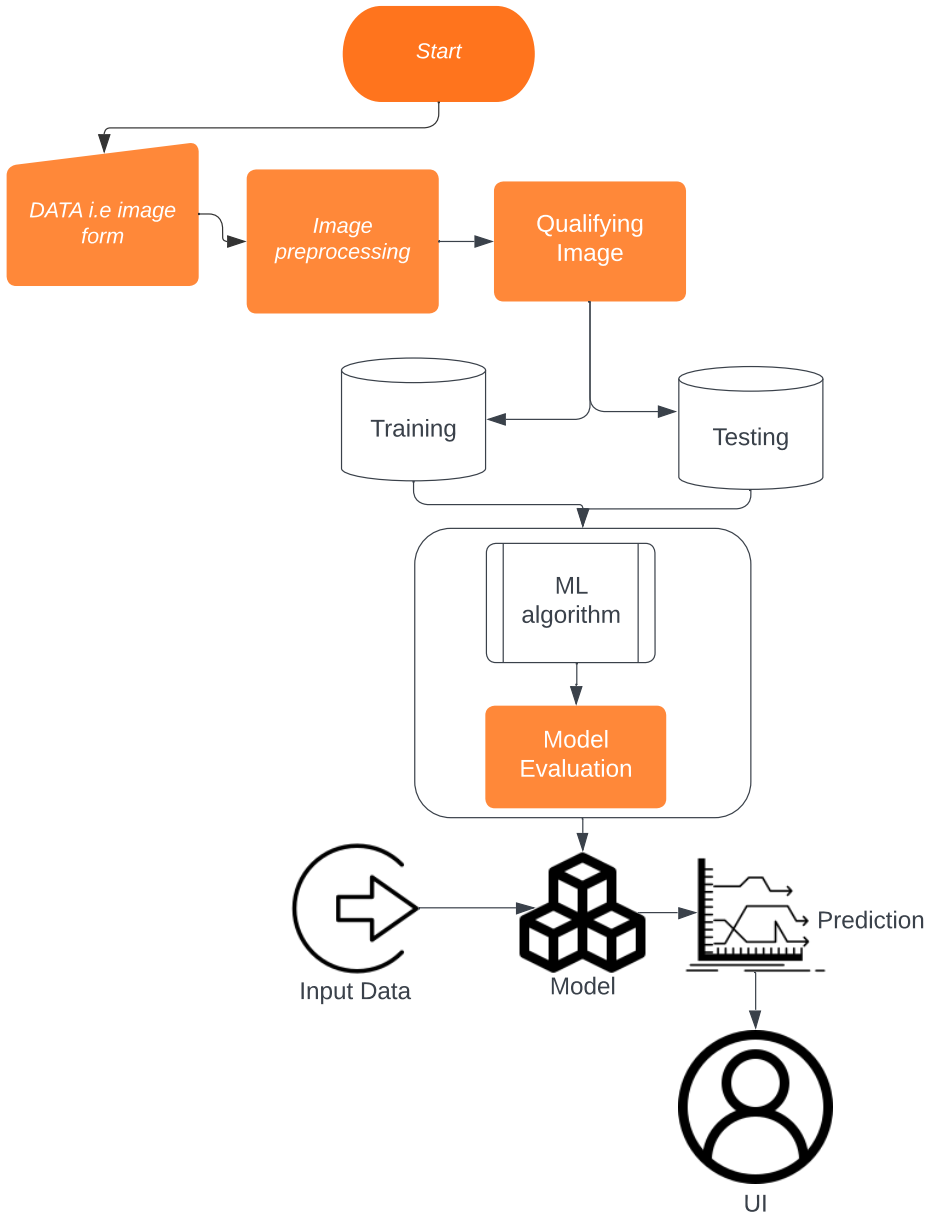 Start
DATA i.e image
form
Image
preprocessing
Qualifying
Image
Training
Testing
ML
algorithm
Model
Evaluation
Input Data
Model
Prediction
UI